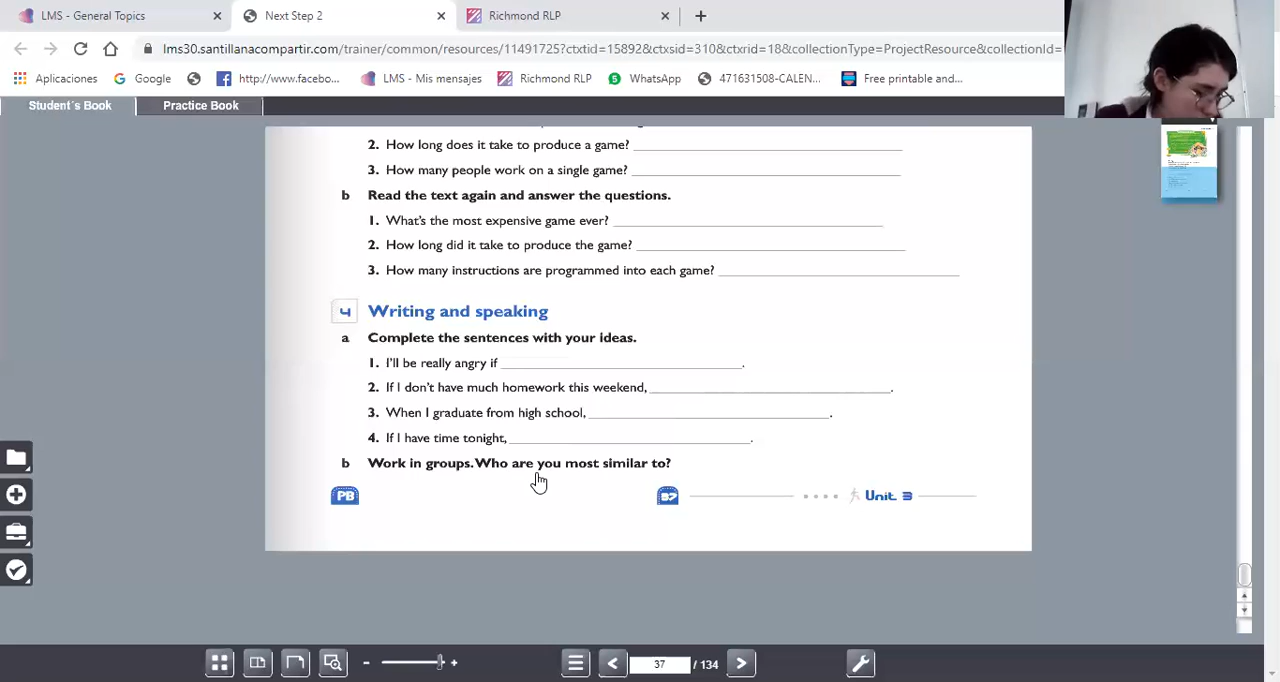 LMS - General Topics
Next Step 2
Richmond RLP
lms30.santillanacompartir.com/trainer/common/resources/11491725?ctxtid=15892&ctxsid=310&ctxrid=18&collectionType=ProjectResource&collectionId=
Aplicaciones
Google
http://www.facebo...
LMS - Mis mensajes
Richmond RLP
WhatsApp
471631508-CALEN...
Free printable and...
Student´s Book
Practice Book
2. How long does it take to produce a game?
3. How many people work on a single game?
b Read the text again and answer the questions.
1. What's the most expensive game ever?
2. How long did it take to produce the game?
3. How many instructions are programmed into each game?
4 Writing and speaking
a Complete the sentences with your ideas.
1. I'll be really angry if .
2. If I don't have much homework this weekend, .
3. When I graduate from high school, .
4. If I have time tonight, .
b Work in groups. Who are you most similar to?
PB
37
Unit 3
37 / 134